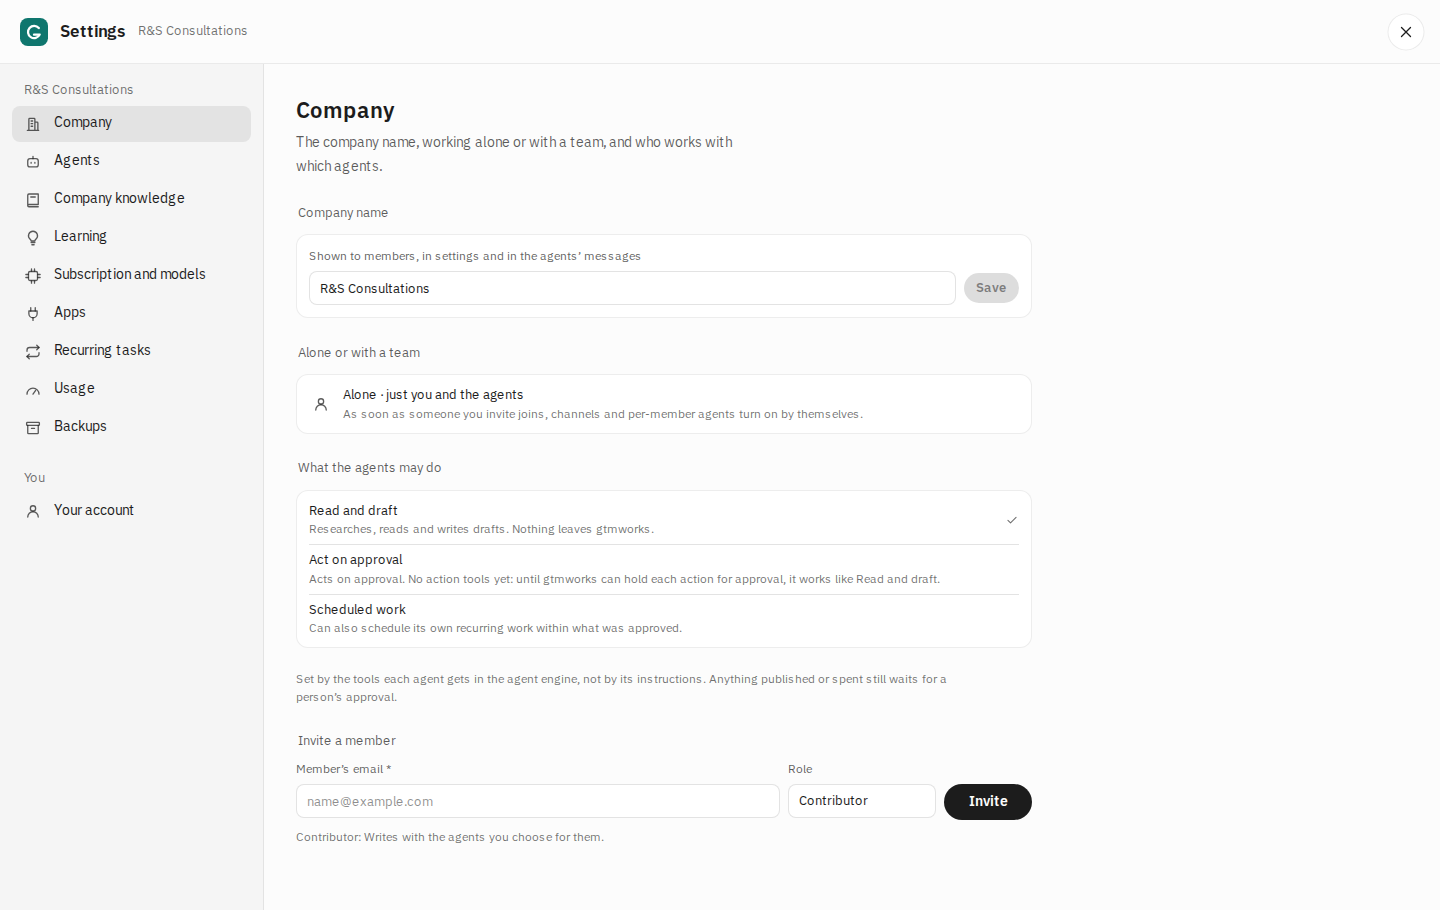 Settings R&S Consultations
R&S Consultations
Company
Agents
Company knowledge
Learning
Subscription and models
Apps
Recurring tasks
Usage
Backups
You
Your account
Company
The company name, working alone or with a team, and who works with
which agents.
Company name
Shown to members, in settings and in the agents’ messages
R&S Consultations
Save
Alone or with a team
Alone · just you and the agents
As soon as someone you invite joins, channels and per-member agents turn on by themselves.
What the agents may do
Read and draft
Researches, reads and writes drafts. Nothing leaves gtmworks.
Act on approval
Acts on approval. No action tools yet: until gtmworks can hold each action for approval, it works like Read and draft.
Scheduled work
Can also schedule its own recurring work within what was approved.
Set by the tools each agent gets in the agent engine, not by its instructions. Anything published or spent still waits for a
person’s approval.
Invite a member
Member’s email * Role
name@example.com Contributor Invite
Contributor: Writes with the agents you choose for them.